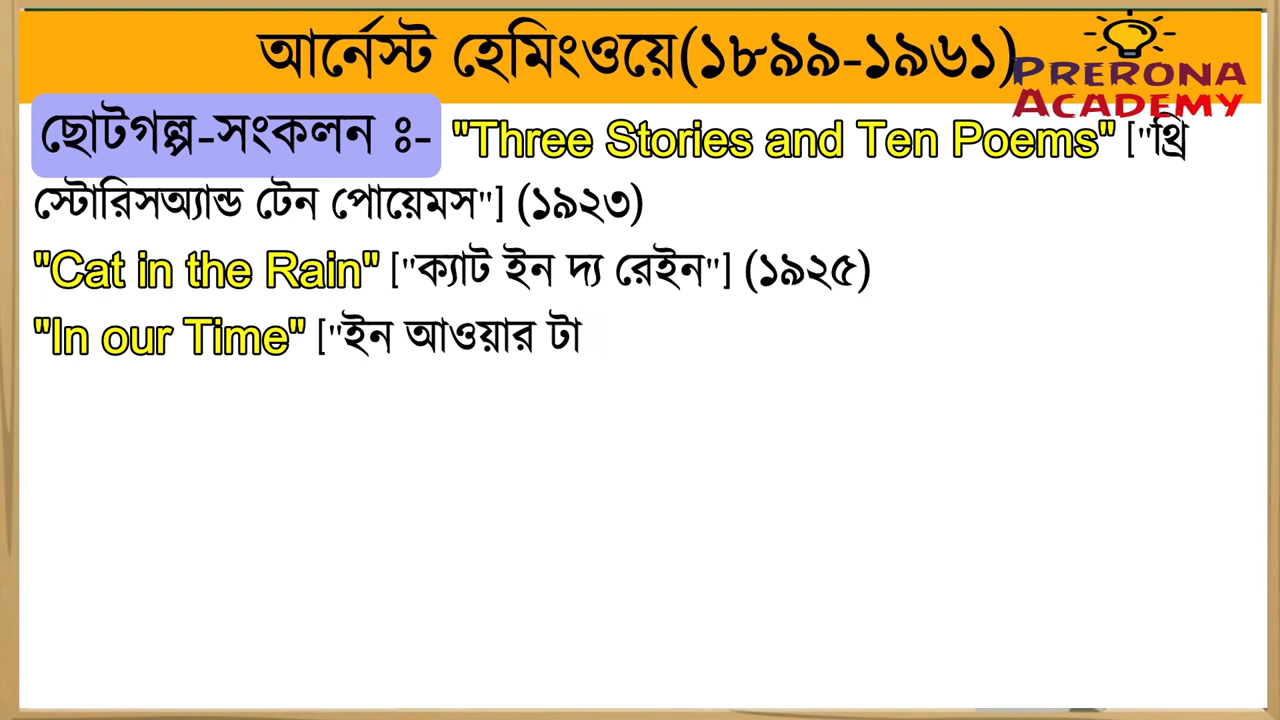 আর্নেস্ট হেমিংওয়ে(১৮৯৯-১৯৬১)
PRERONA
ACADEMY
ছোটগল্প-সংকলন ঃ- "Three Stories and Ten Poems" ["থ্রি
স্টোরিসঅ্যান্ড টেন পোয়েমস"] (১৯২৩)
"Cat in the Rain" ["ক্যাট ইন দ্য রেইন"] (১৯২৫)
"In our Time" ["ইন আওয়ার টা